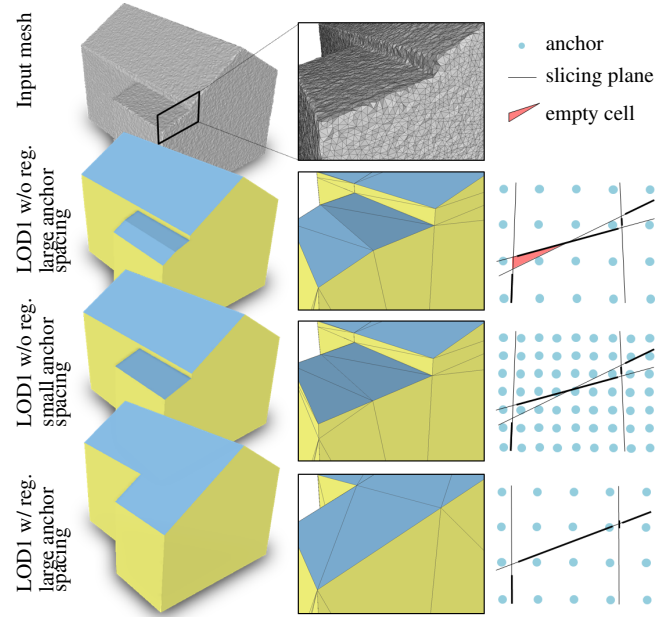 Input mesh
anchor
slicing plane
empty cell
LOD1 w/o reg.
large anchor
spacing
LOD1 w/o reg.
small anchor
spacing
LOD1 w/ reg.
large anchor
spacing